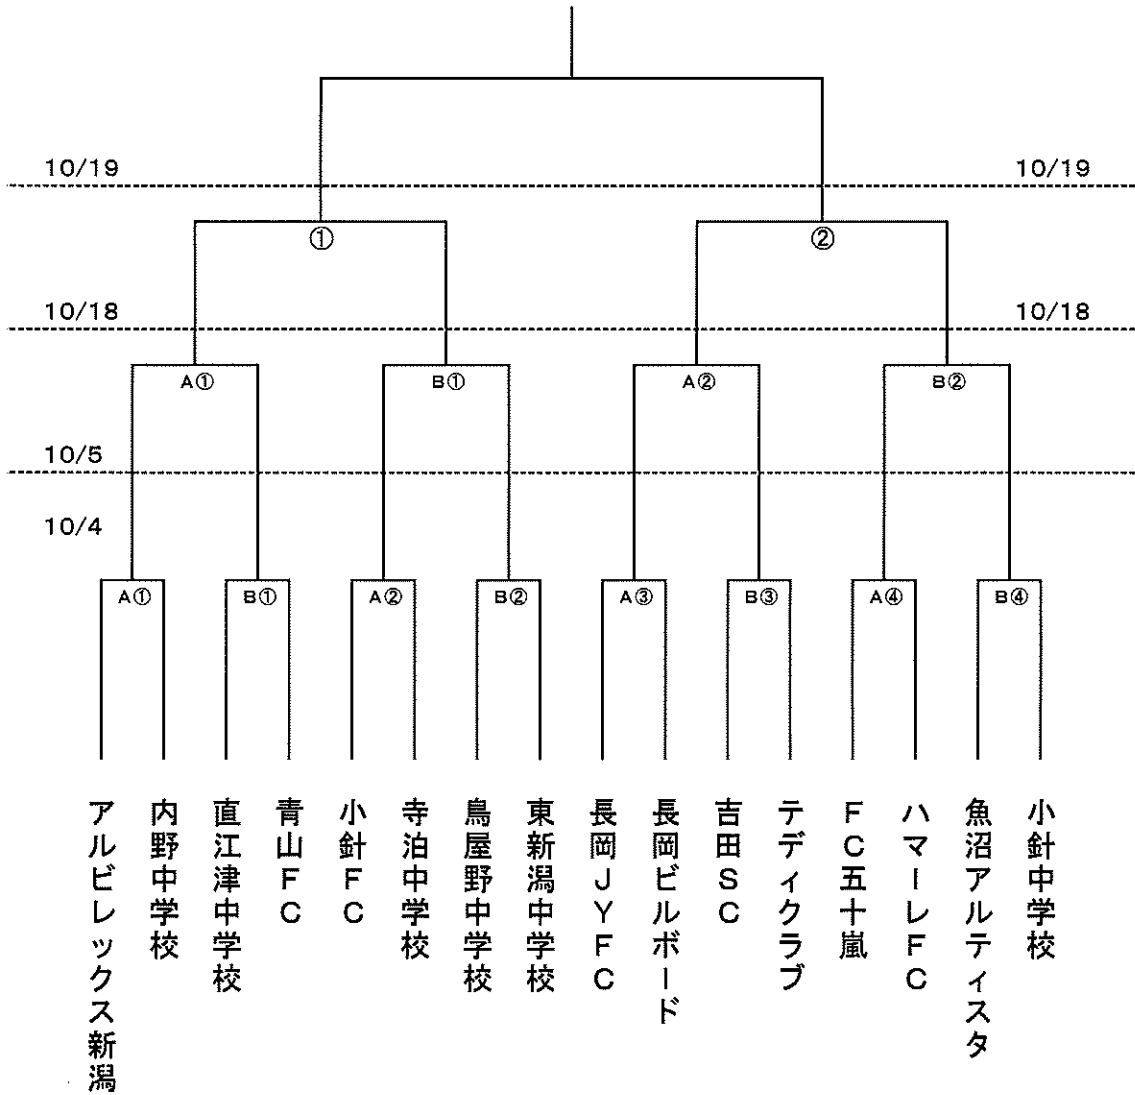 10/19
10/19
①
②
10/18
10/18
A①
B①
A②
B②
10/5
10/4
A①
B①
A②
B②
A③
B③
A④
B④
アルビレックス新潟
内野中学校
直江津中学校
青山FC
小針FC
寺泊中学校
鳥屋野中学校
東新潟中学校
長岡JYFC
長岡ビルボード
吉田SC
テディクラブ
FC五十嵐
ハマーレFC
魚沼アルティスタ
小針中学校